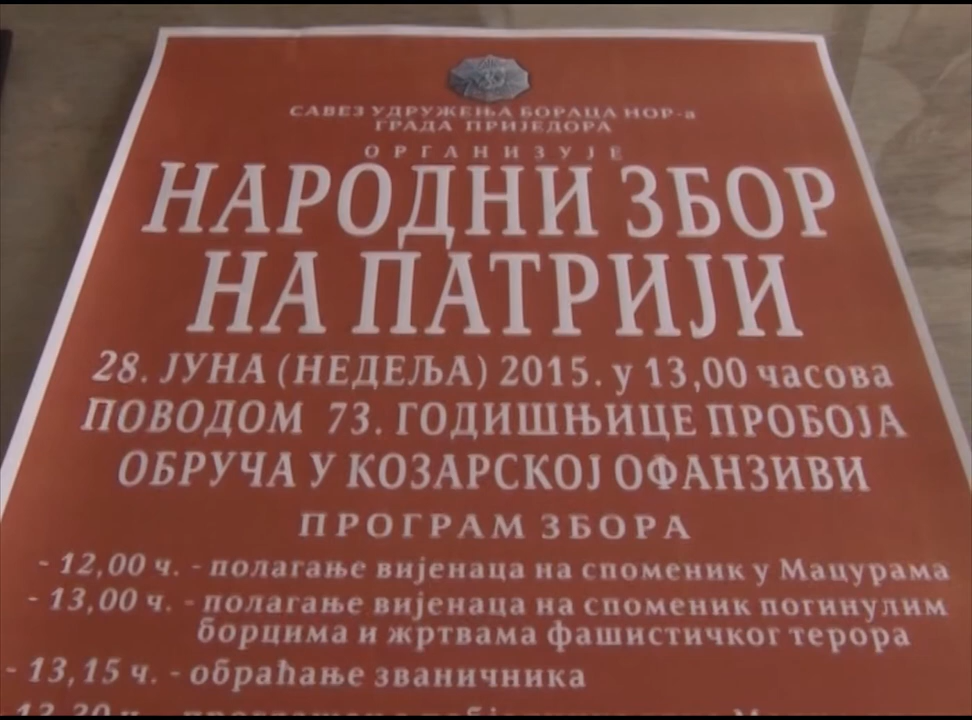 САВЕЗ УДРУЖЕЊА БОРАЦА НОР-а
ГРАДА ПРИЈЕДОРА
ОРГАНИЗУЈЕ
НАРОДНИ ЗБОР
НА ПАТРИЈИ
28. ЈУНА (НЕДЕЉА) 2015. у 13,00 часова
ПОВОДОМ 73. ГОДИШЊИЦЕ ПРОБОЈА
ОБРУЧА У КОЗАРСКОЈ ОФАНЗИВИ
ПРОГРАМ ЗБОРА
- 12,00 ч. - полагање вијенаца на споменик у Мацурама
- 13,00 ч. - полагање вијенаца на споменик погинулим
борцима и жртвама фашистичког терора
- 13,15 ч. - обраћање званичника